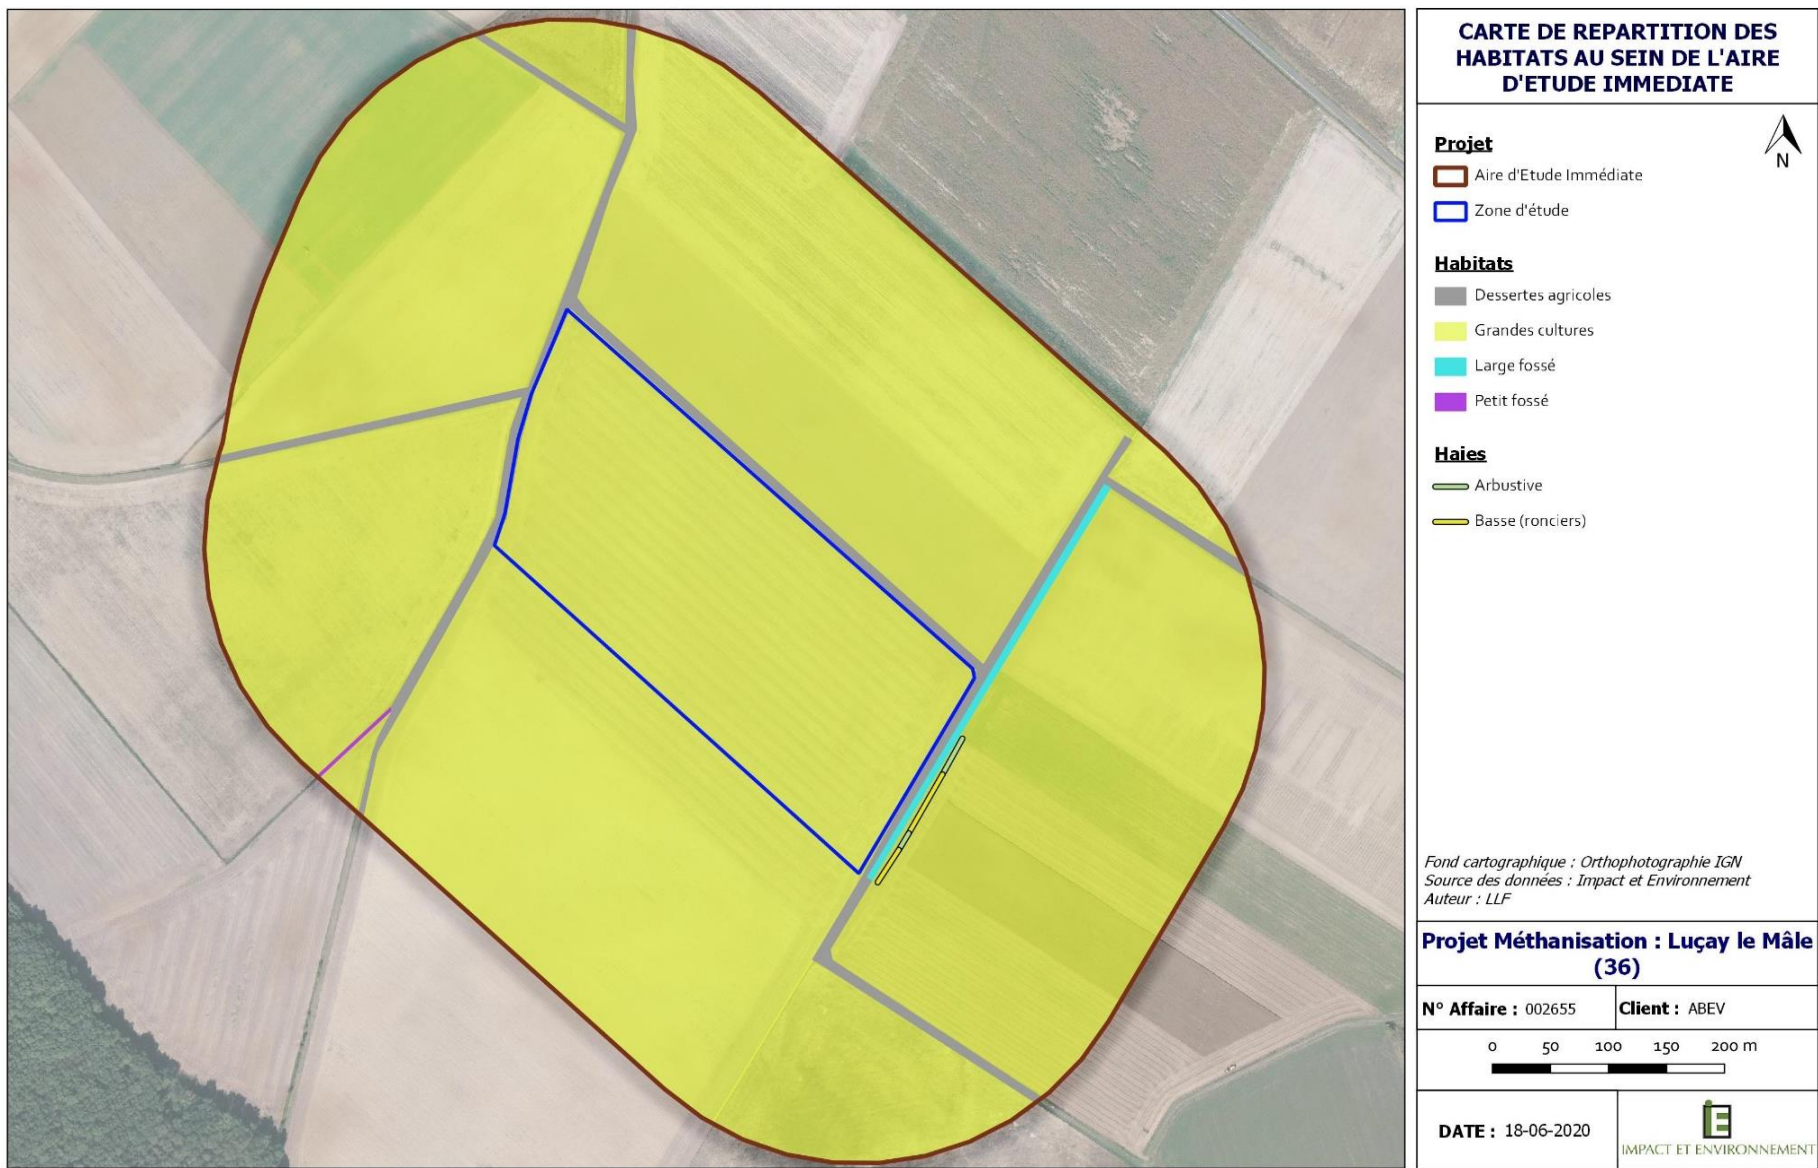 CARTE DE REPARTITION DES
HABITATS AU SEIN DE L'AIRE
D'ETUDE IMMEDIATE
N
Projet
Aire d'Etude Immédiate
Zone d'étude
Habitats
Dessertes agricoles
Grandes cultures
Large fossé
Petit fossé
Haies
Arbustive
Basse (ronciers)
Fond cartographique : Orthophotographie IGN
Source des données : Impact et Environnement
Auteur : LLF
Projet Méthanisation : Luçay le Mâle
(36)
N° Affaire : 002655
Client : ABEV
0 50 100 150 200 m
DATE : 18-06-2020
iE
IMPACT ET ENVIRONNEMENT